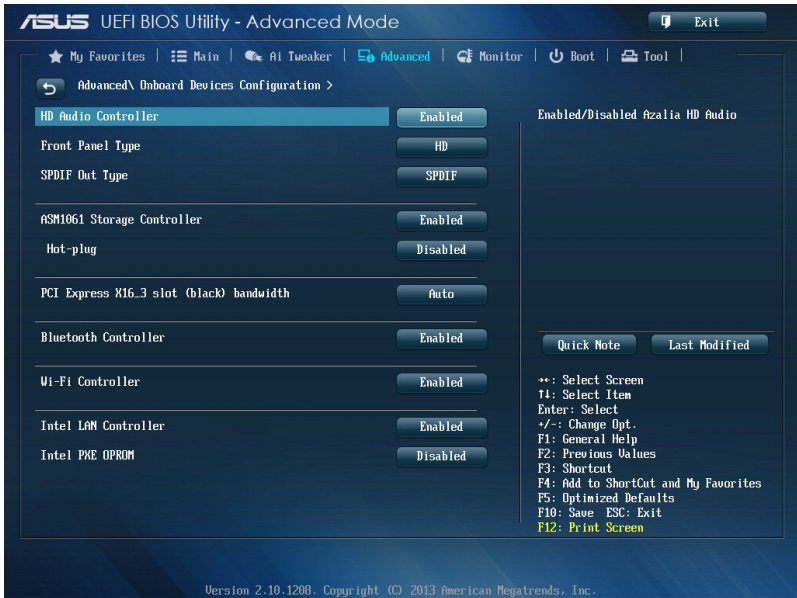 ASUS UEFI BIOS Utility - Advanced Mode
Exit
My Favorites | Main | Ai Tweaker | Advanced | Monitor | Boot | Tool |
Advanced\ Onboard Devices Configuration >
HD Audio Controller Enabled
Front Panel Type HD
SPDIF Out Type SPDIF
ASM1061 Storage Controller Enabled
Hot-plug Disabled
PCI Express X16_3 slot (black) bandwidth Auto
Bluetooth Controller Enabled
Wi-Fi Controller Enabled
Intel LAN Controller Enabled
Intel PXE OPROM Disabled
Enabled/Disabled Azalia HD Audio
Quick Note
Last Modified
→←: Select Screen
↑↓: Select Item
Enter: Select
+/-: Change Opt.
F1: General Help
F2: Previous Values
F3: Shortcut
F4: Add to ShortCut and My Favorites
F5: Optimized Defaults
F10: Save ESC: Exit
F12: Print Screen
Version 2.10.1208. Copyright (C) 2013 American Megatrends, Inc.